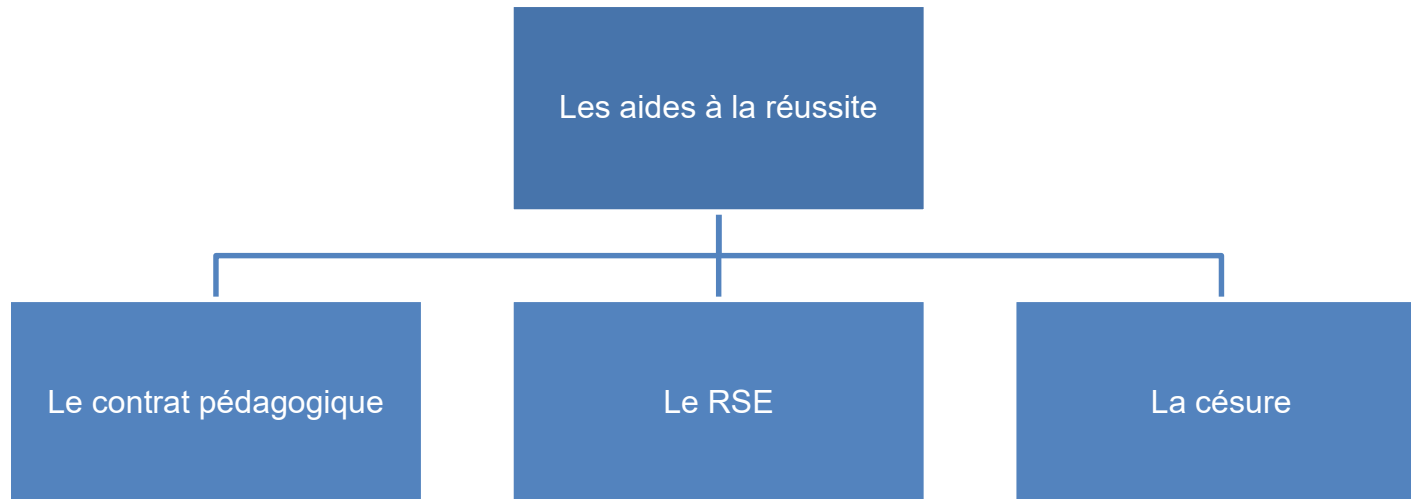 Les aides à la réussite
Le contrat pédagogique
Le RSE
La césure